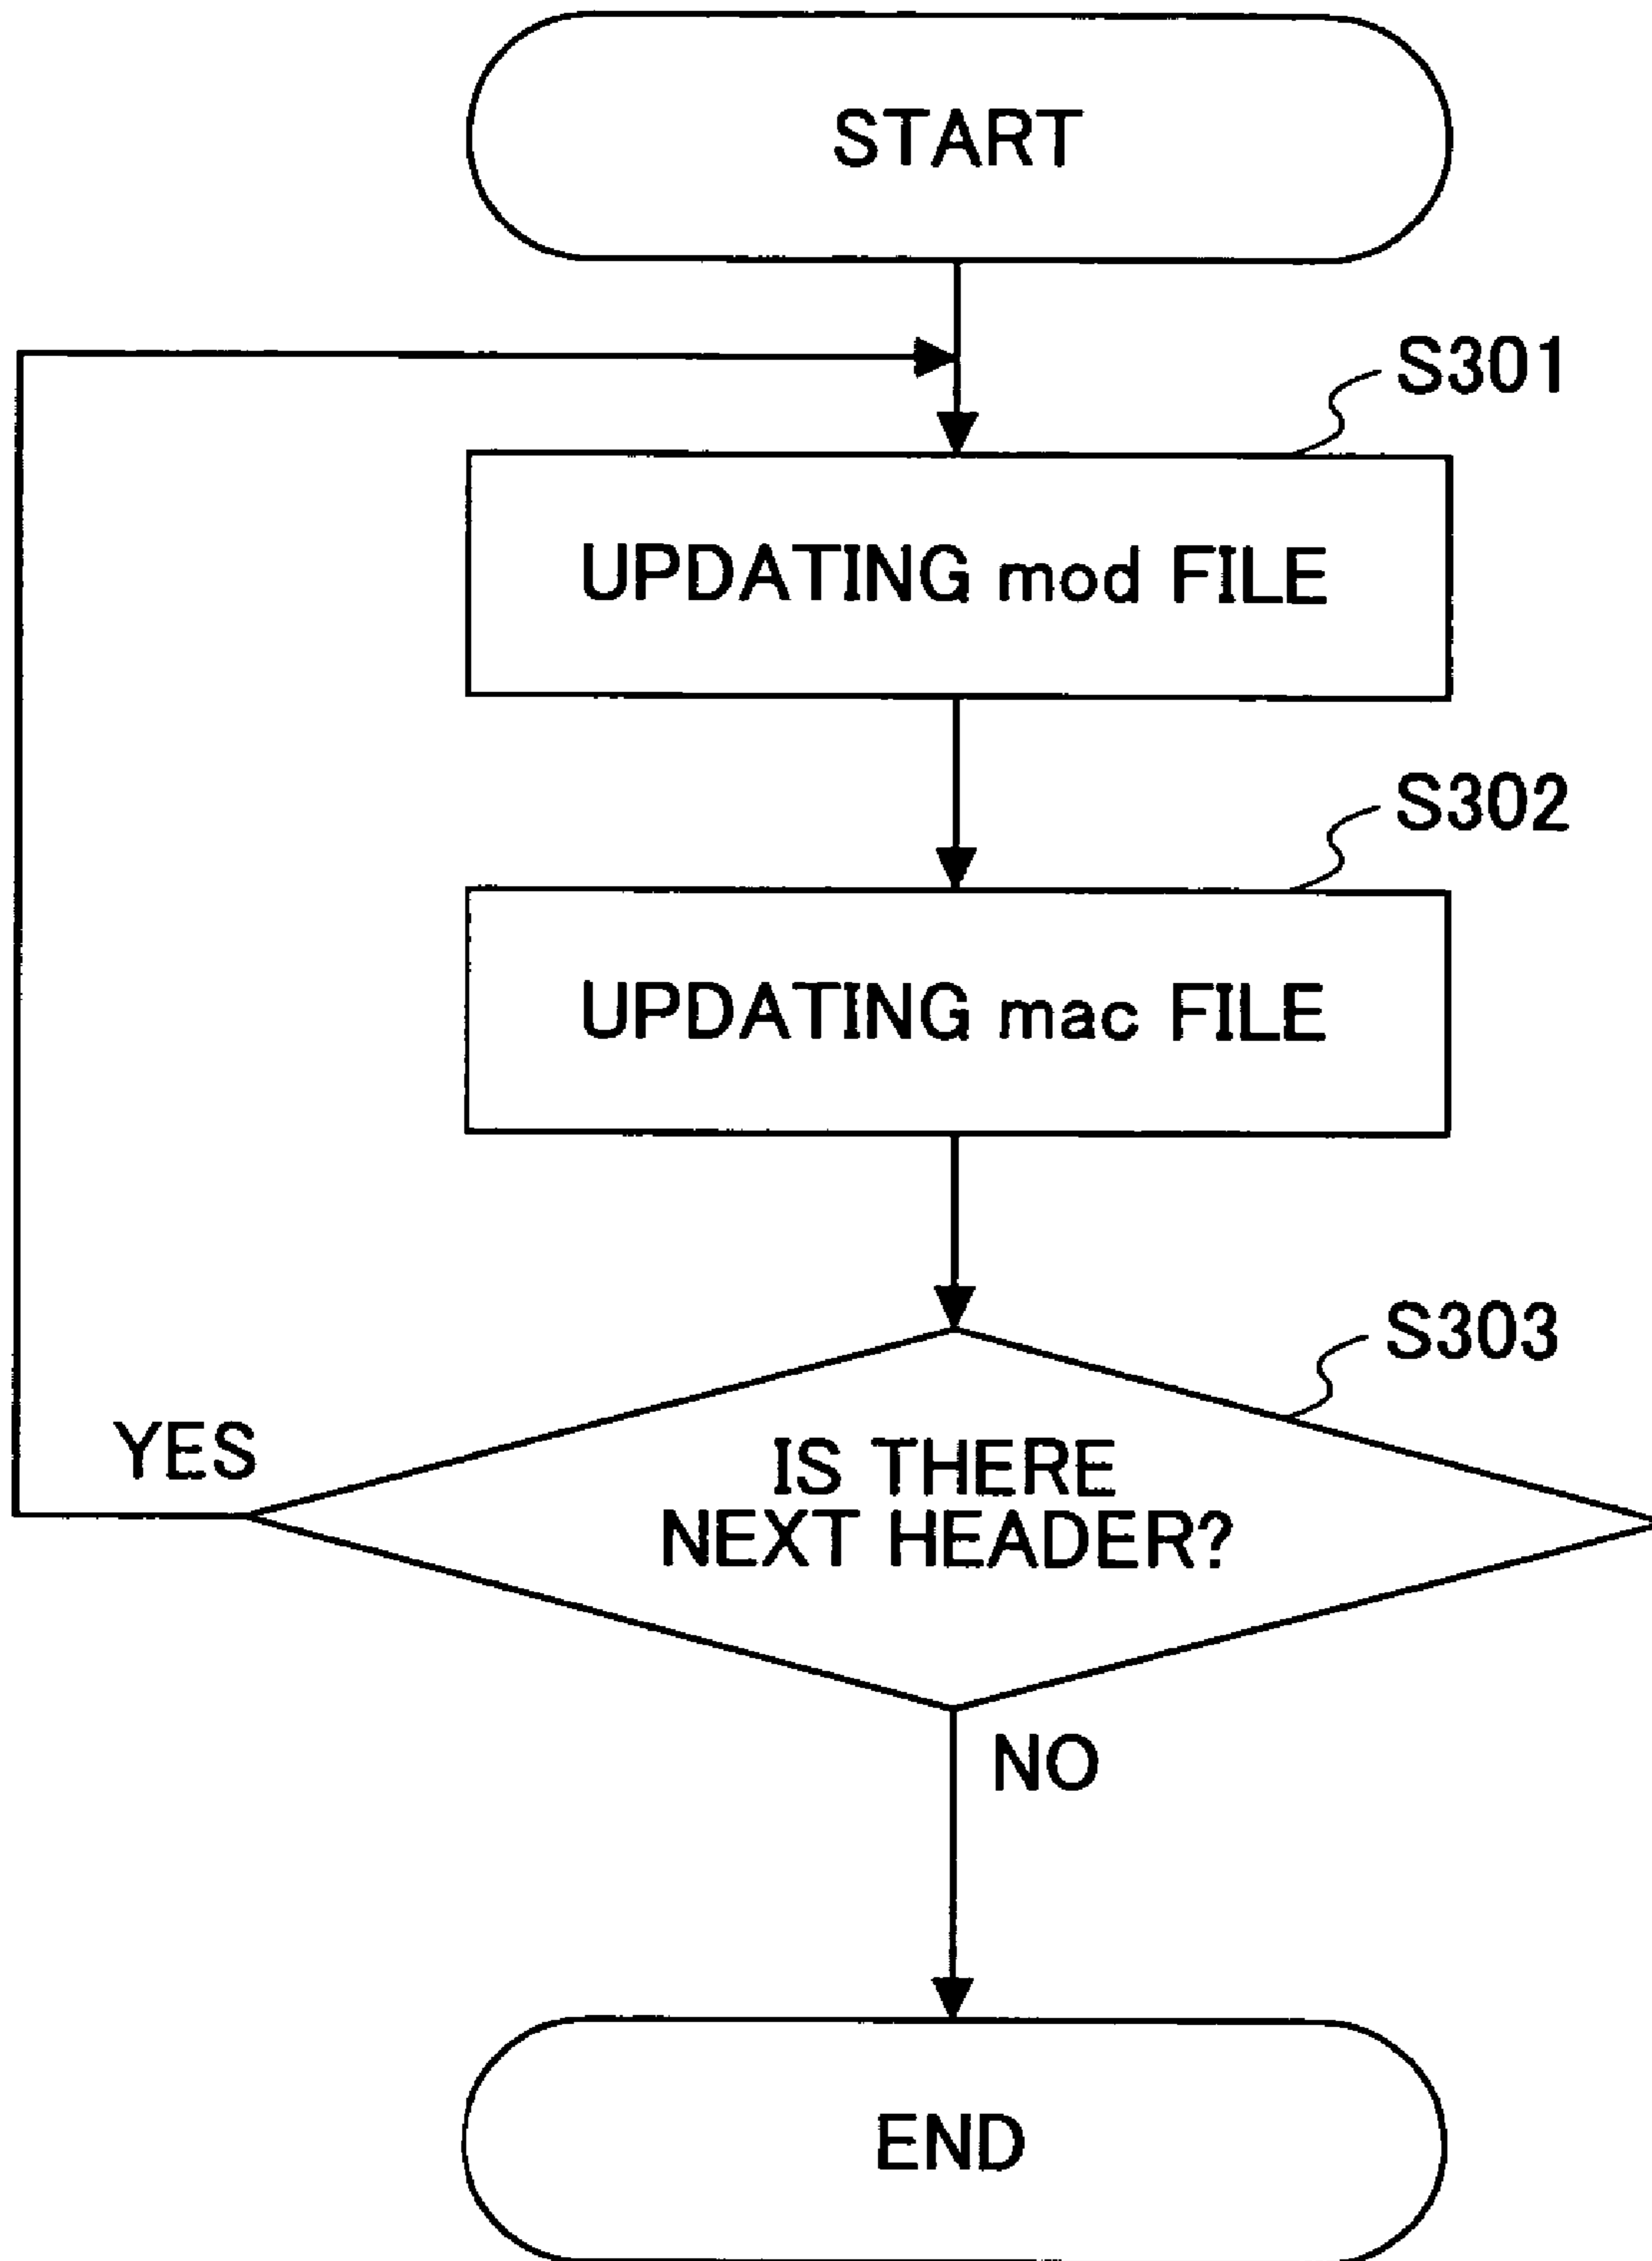 START
S301
UPDATING mod FILE
S302
UPDATING mac FILE
S303
YES
IS THERE
NEXT HEADER?
NO
END